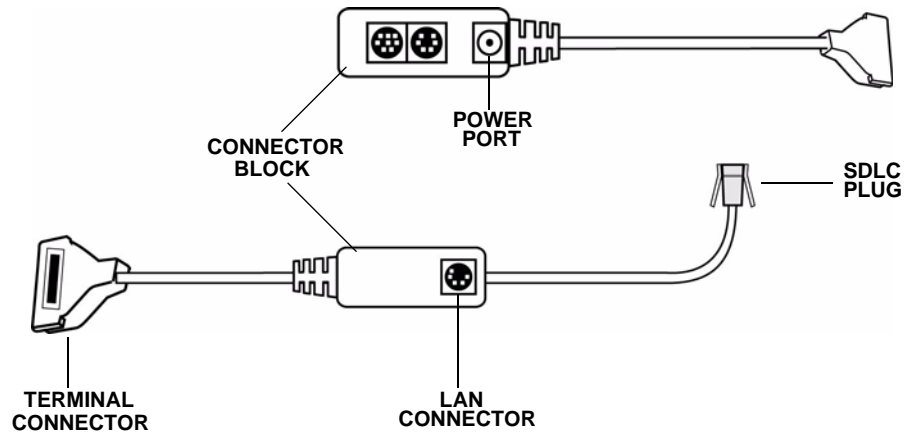 POWER
PORT
CONNECTOR
BLOCK
SDLC
PLUG
TERMINAL
CONNECTOR
LAN
CONNECTOR